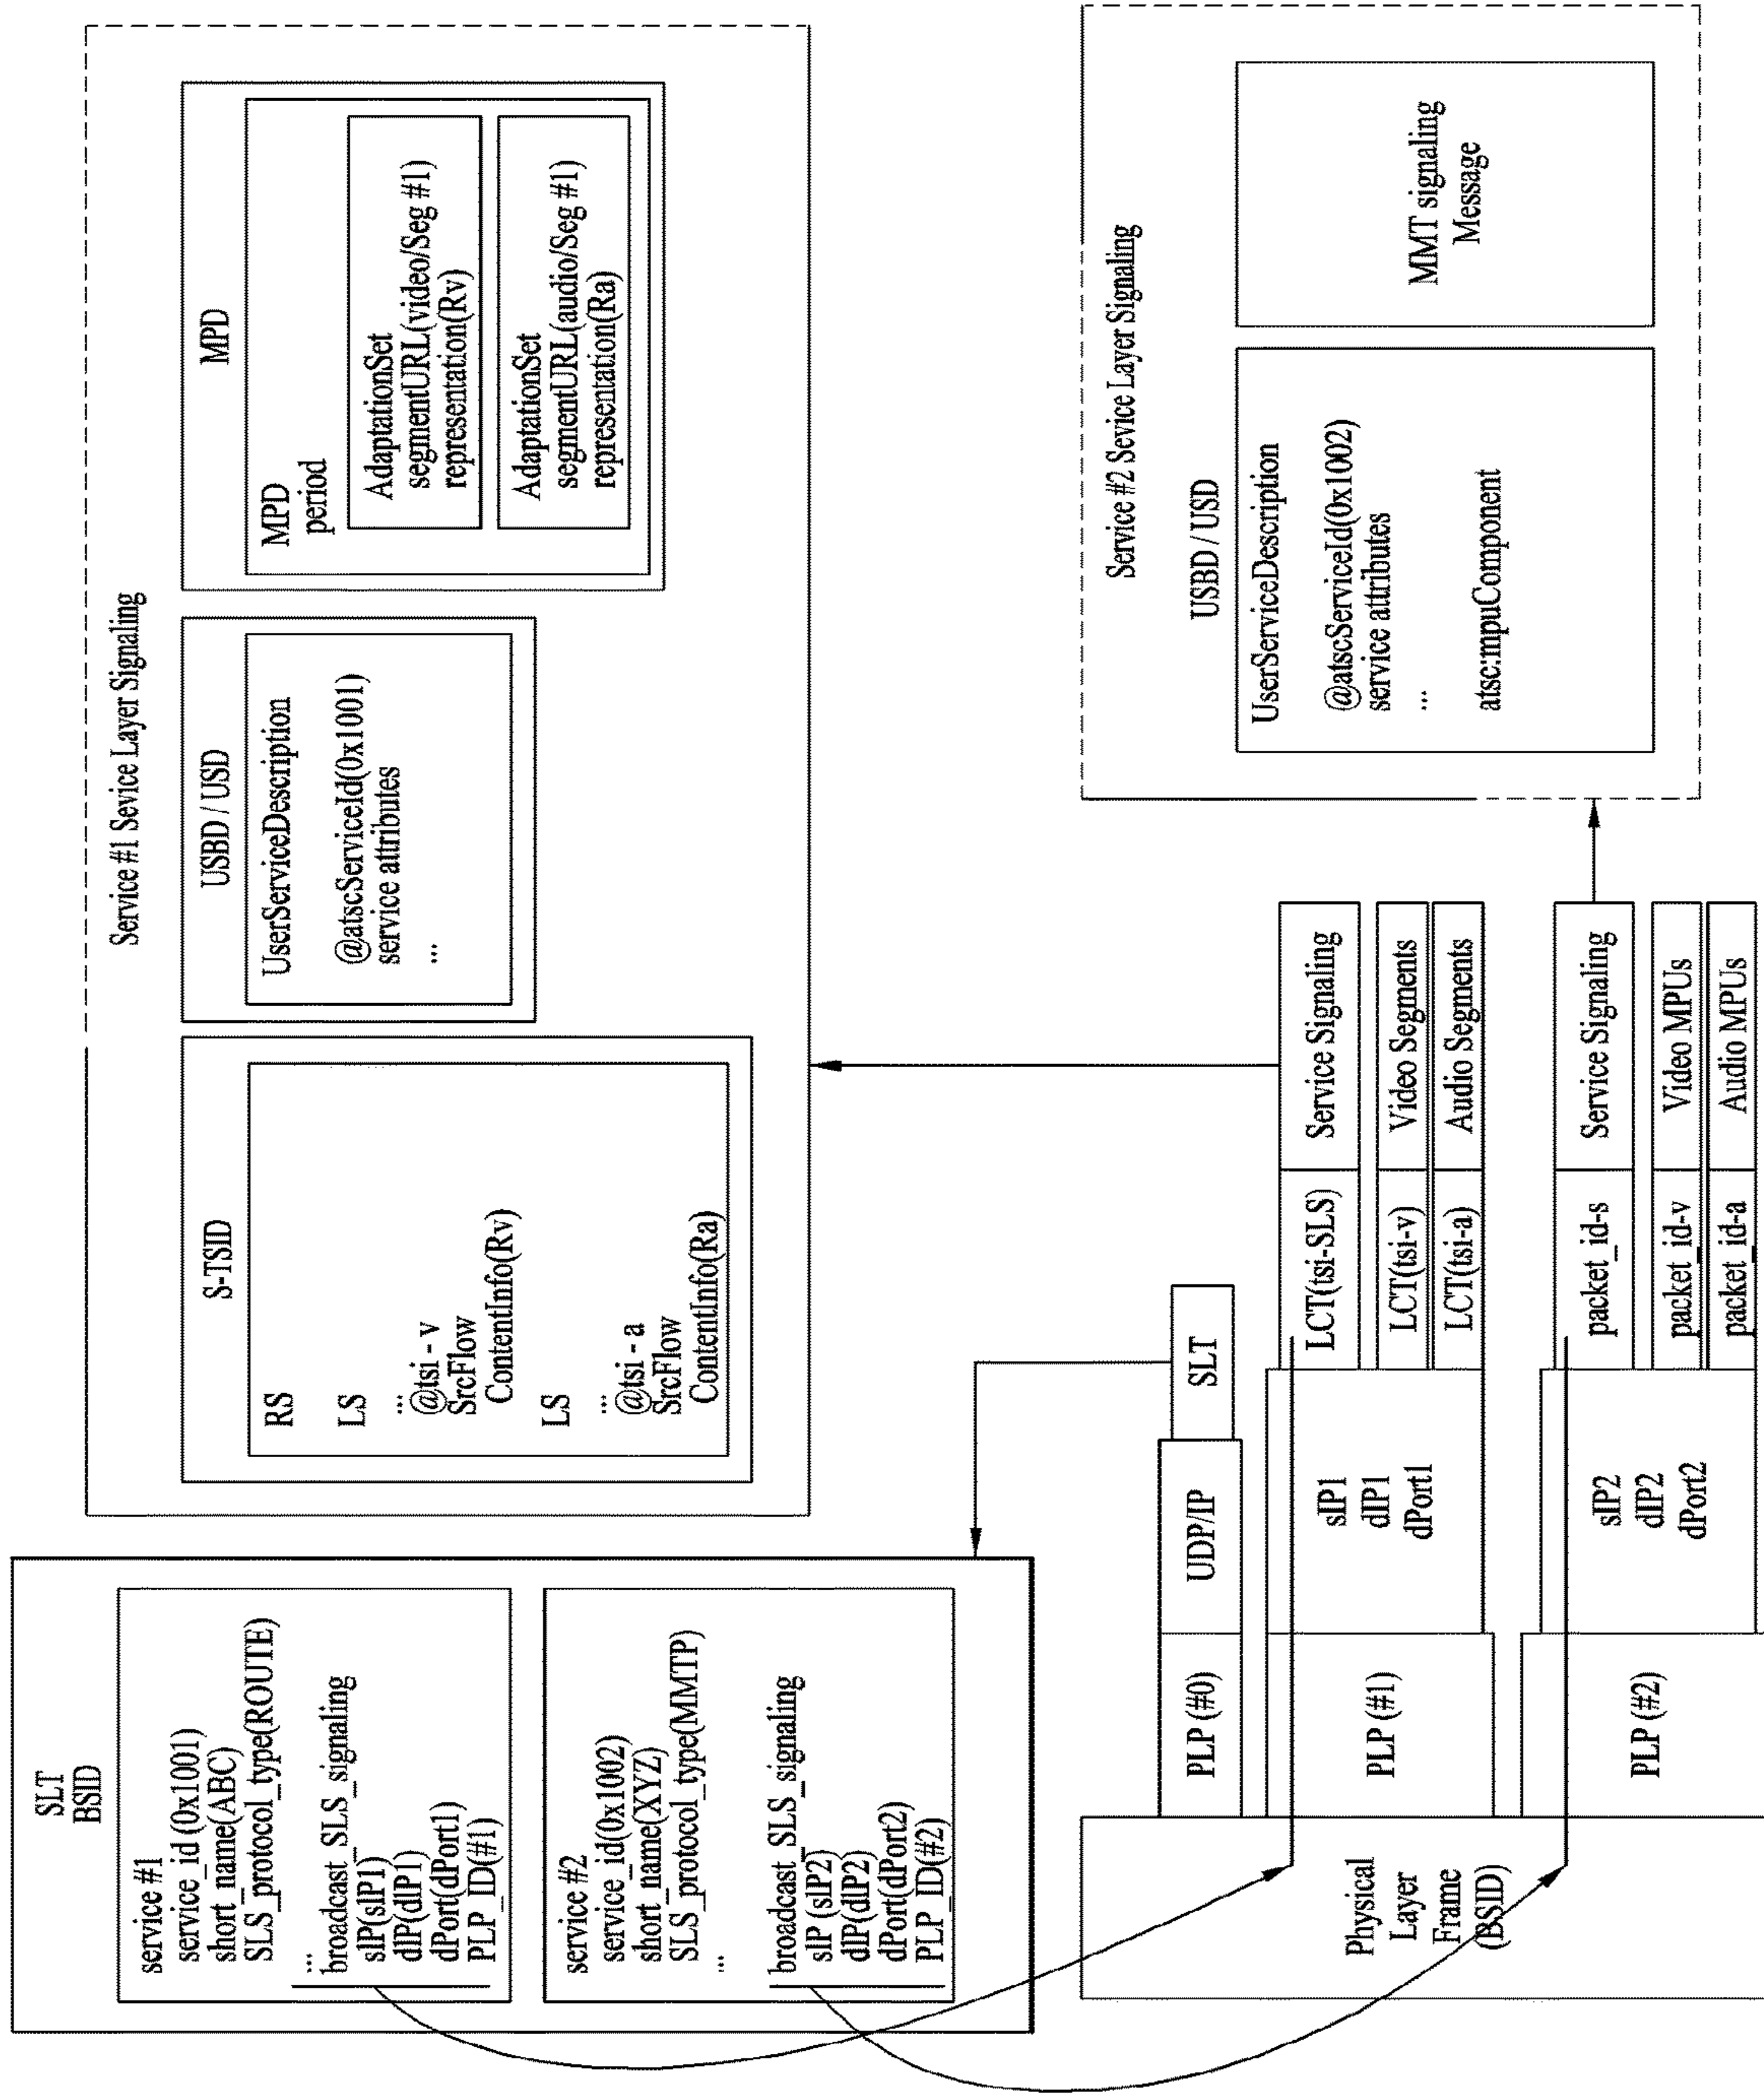 SLT
BSID
service #1
service_id (0x1001)
short_name(ABC)
SLS_protocol_type(ROUTE)
...
broadcast_SLS_signaling
sIP(sIP1)
dIP(dIP1)
dPort(dPort1)
PLP_ID(#1)
service #2
service_id(0x1002)
short_name(XYZ)
SLS_protocol_type(MMTP)
...
broadcast_SLS_signaling
sIP (sIP2)
dIP(dIP2)
dPort(dPort2)
PLP_ID(#2)
Service #1 Sevice Layer Signaling
S-TSID
RS
LS
...
@tsi - v
SrcFlow
ContentInfo(Rv)
LS
...
@tsi - a
SrcFlow
ContentInfo(Ra)
USBD / USD
UserServiceDescription
@atscServiceId(0x1001)
service attributes
...
MPD
MPD
period
AdaptationSet
segmentURL(video/Seg #1)
representation(Rv)
AdaptationSet
segmentURL(audio/Seg #1)
representation(Ra)
Physical
Layer
Frame
(BSID)
PLP (#0)
UDP/IP
SLT
PLP (#1)
sIP1
dIP1
dPort1
LCT(tsi-SLS)
Service Signaling
LCT(tsi-v)
Video Segments
LCT(tsi-a)
Audio Segments
PLP (#2)
sIP2
dIP2
dPort2
packet_id-s
Service Signaling
packet_id-v
Video MPUs
packet_id-a
Audio MPUs
Service #2 Sevice Layer Signaling
USBD / USD
UserServiceDescription
@atscServiceId(0x1002)
service attributes
...
atsc:mpuComponent
MMT signaling
Message